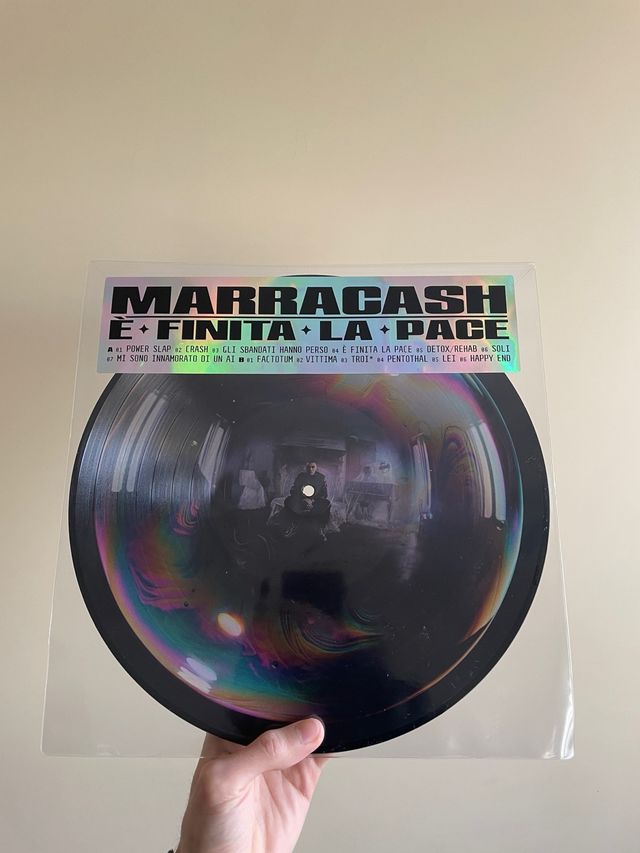 MARRACASH
È ✦ FINITA ✦ LA ✦ PACE
A 01 POWER SLAP 02 CRASH 03 GLI SBANDATI HANNO PERSO 04 È FINITA LA PACE 05 DETOX/REHAB 06 SOLI
07 MI SONO INNAMORATO DI UN AI B 01 FACTOTUM 02 VITTIMA 03 TROI* 04 PENTOTHAL 05 LEI 06 HAPPY END